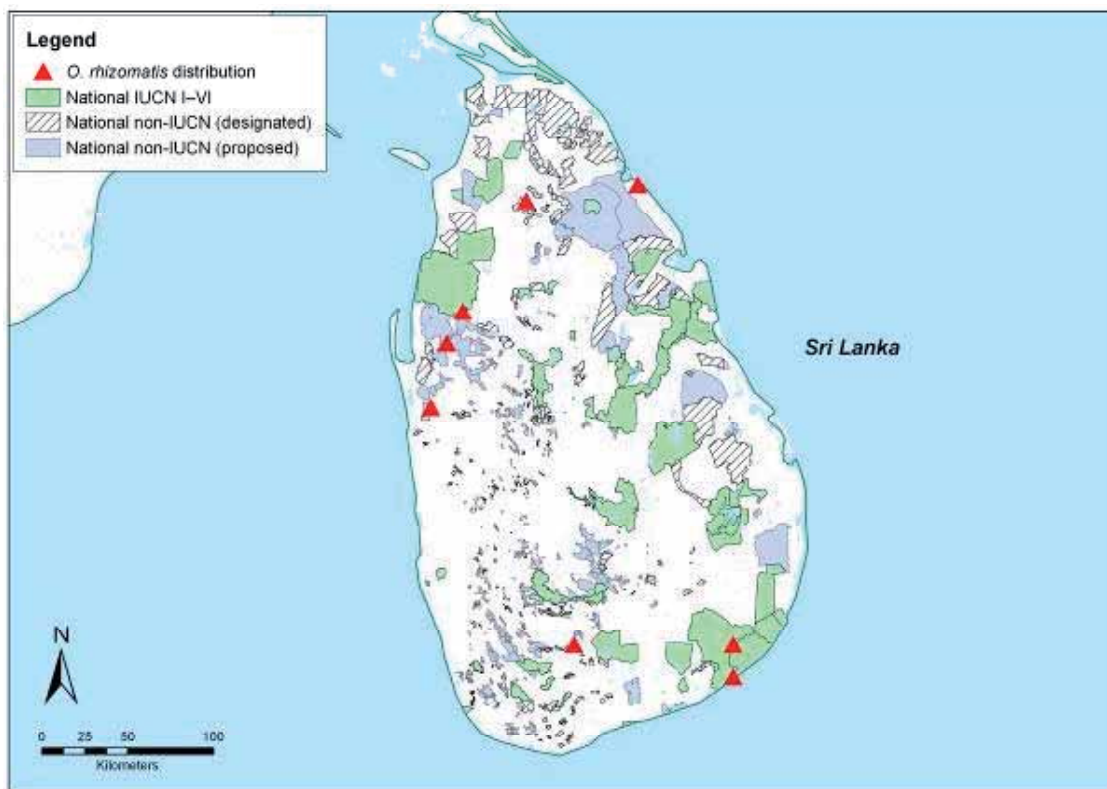 Legend
O. rhizomatis distribution
National IUCN I–VI
National non-IUCN (designated)
National non-IUCN (proposed)
Sri Lanka
N
0 25 50 100
Kilometers